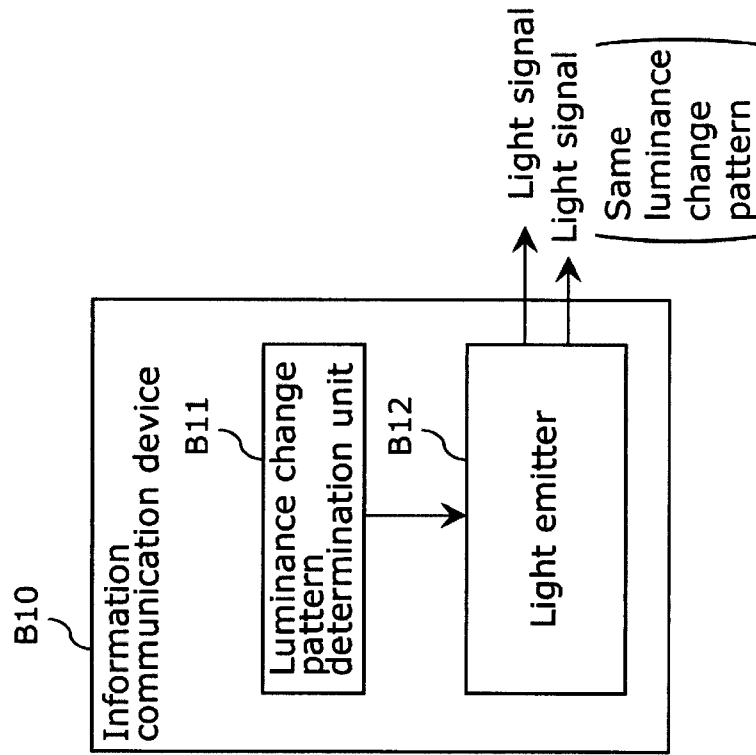 B10
Information
communication device
B11
Luminance change
pattern
determination unit
B12
Light emitter
Light signal
Light signal
Same
luminance
change
pattern